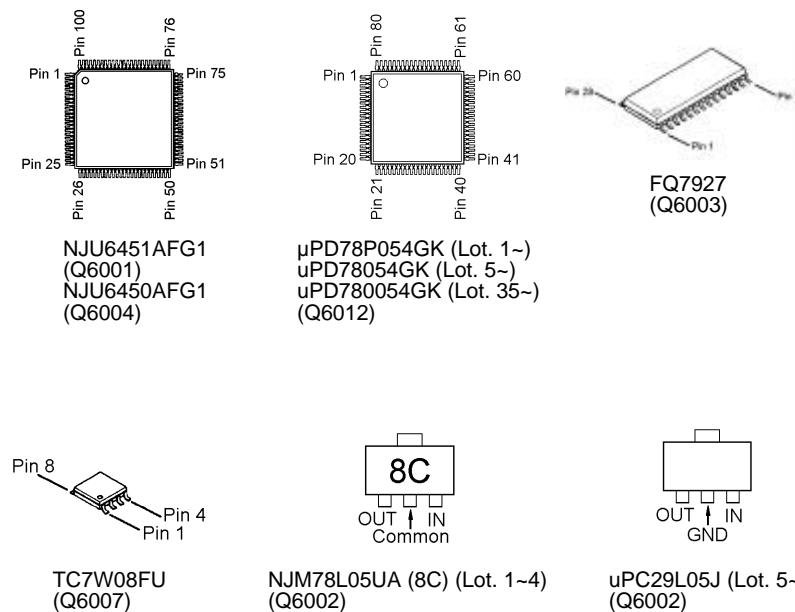 Pin 100
Pin 76
Pin 1
Pin 75
Pin 25
Pin 51
Pin 26
Pin 50
NJU6451AFG1
(Q6001)
NJU6450AFG1
(Q6004)
Pin 80
Pin 61
Pin 1
Pin 60
Pin 20
Pin 41
Pin 21
Pin 40
µPD78P054GK (Lot. 1~)
uPD78054GK (Lot. 5~)
uPD780054GK (Lot. 35~)
(Q6012)
Pin
Pin
Pin 1
FQ7927
(Q6003)
Pin 8
Pin 4
Pin 1
TC7W08FU
(Q6007)
8C
OUT IN
Common
NJM78L05UA (8C) (Lot. 1~4)
(Q6002)
OUT IN
GND
uPC29L05J (Lot. 5~
(Q6002)